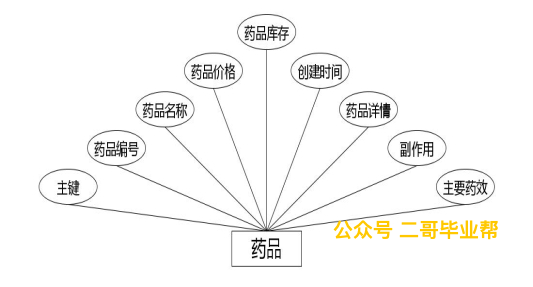 药品库存
药品价格
创建时间
药品名称
药品详情
药品编号
副作用
主键
主要药效
公众号 二哥毕业帮
药品